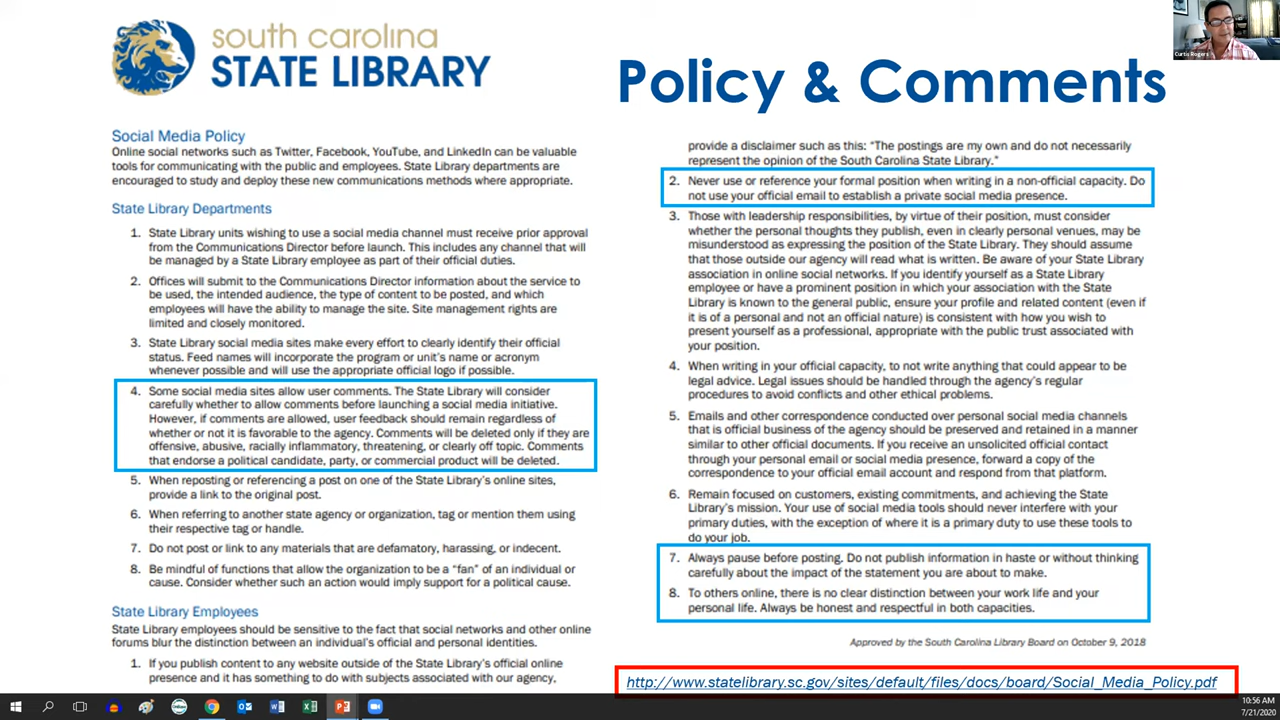 south carolina
STATE LIBRARY
Policy & Comments
Curtis Rogers
Social Media Policy
Online social networks such as Twitter, Facebook, YouTube, and LinkedIn can be valuable
tools for communicating with the public and employees. State Library departments are
encouraged to study and deploy these new communications methods where appropriate.
State Library Departments
1. State Library units wishing to use a social media channel must receive prior approval
from the Communications Director before launch. This includes any channel that will
be managed by a State Library employee as part of their official duties.
2. Offices will submit to the Communications Director information about the service to
be used, the intended audience, the type of content to be posted, and which
employees will have the ability to manage the site. Site management rights are
limited and closely monitored.
3. State Library social media sites make every effort to clearly identify their official
status. Feed names will incorporate the program or unit's name or acronym
whenever possible and will use the appropriate official logo if possible.
4. Some social media sites allow user comments. The State Library will consider
carefully whether to allow comments before launching a social media initiative.
However, if comments are allowed, user feedback should remain regardless of
whether or not it is favorable to the agency. Comments will be deleted only if they are
offensive, abusive, racially inflammatory, threatening, or clearly off topic. Comments
that endorse a political candidate, party, or commercial product will be deleted.
5. When reposting or referencing a post on one of the State Library's online sites,
provide a link to the original post.
6. When referring to another state agency or organization, tag or mention them using
their respective tag or handle.
7. Do not post or link to any materials that are defamatory, harassing, or indecent.
8. Be mindful of functions that allow the organization to be a "fan" of an individual or
cause. Consider whether such an action would imply support for a political cause.
State Library Employees
State Library employees should be sensitive to the fact that social networks and other online
forums blur the distinction between an individual's official and personal identities.
1. If you publish content to any website outside of the State Library's official online
presence and it has something to do with subjects associated with our agency,
provide a disclaimer such as this: "The postings are my own and do not necessarily
represent the opinion of the South Carolina State Library."
2. Never use or reference your formal position when writing in a non-official capacity. Do
not use your official email to establish a private social media presence.
3. Those with leadership responsibilities, by virtue of their position, must consider
whether the personal thoughts they publish, even in clearly personal venues, may be
misunderstood as expressing the position of the State Library. They should assume
that those outside our agency will read what is written. Be aware of your State Library
association in online social networks. If you identify yourself as a State Library
employee or have a prominent position in which your association with the State
Library is known to the general public, ensure your profile and related content (even if
it is of a personal and not an official nature) is consistent with how you wish to
present yourself as a professional, appropriate with the public trust associated with
your position.
4. When writing in your official capacity, to not write anything that could appear to be
legal advice. Legal issues should be handled through the agency's regular
procedures to avoid conflicts and other ethical problems.
5. Emails and other correspondence conducted over personal social media channels
that is official business of the agency should be preserved and retained in a manner
similar to other official documents. If you receive an unsolicited official contact
through your personal email or social media presence, forward a copy of the
correspondence to your official email account and respond from that platform.
6. Remain focused on customers, existing commitments, and achieving the State
Library's mission. Your use of social media tools should never interfere with your
primary duties, with the exception of where it is a primary duty to use these tools to
do your job.
7. Always pause before posting. Do not publish information in haste or without thinking
carefully about the impact of the statement you are about to make.
8. To others online, there is no clear distinction between your work life and your
personal life. Always be honest and respectful in both capacities.
Approved by the South Carolina Library Board on October 9, 2018
http://www.statelibrary.sc.gov/sites/default/files/docs/board/Social_Media_Policy.pdf
10:56 AM
7/21/2020